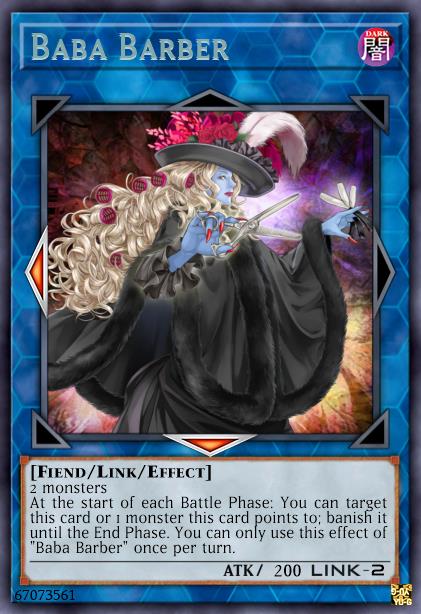 Baba Barber
DARK
闇
[Fiend/Link/Effect]
2 monsters
At the start of each Battle Phase: You can target
this card or 1 monster this card points to; banish it
until the End Phase. You can only use this effect of
"Baba Barber" once per turn.
ATK/ 200 LINK-2
67073561